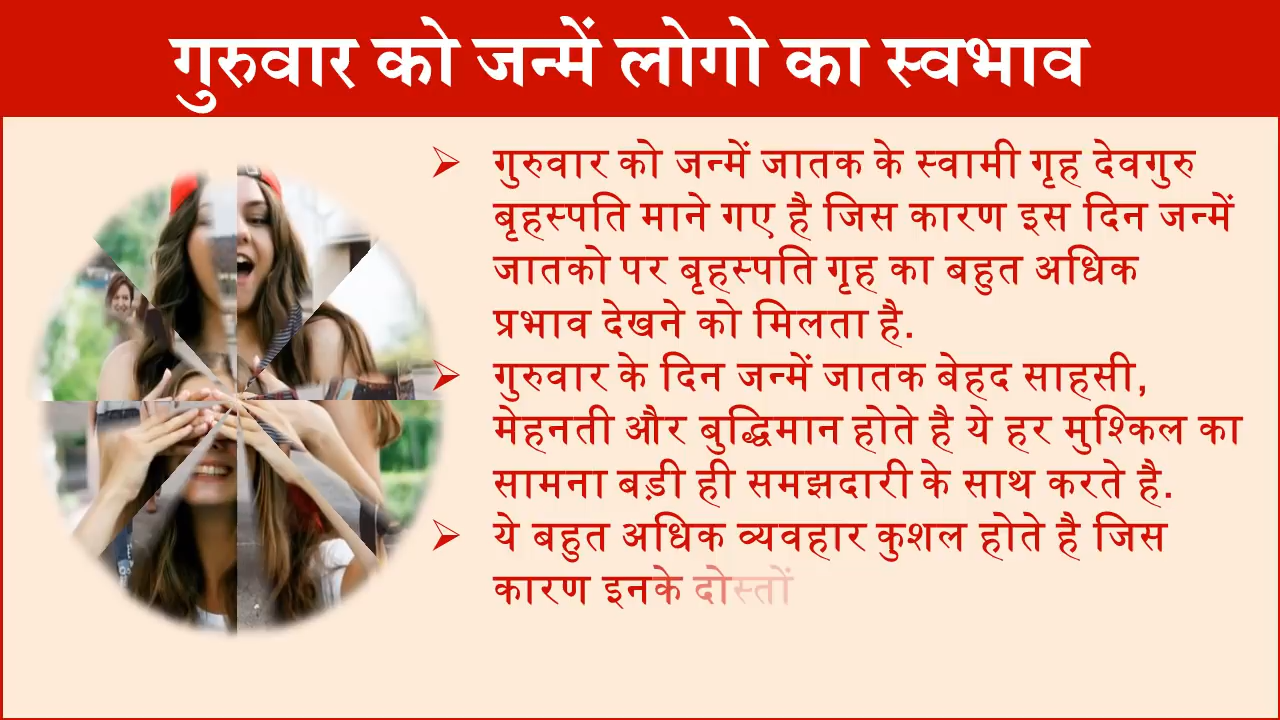 गुरुवार को जन्में लोगो का स्वभाव
गुरुवार को जन्में जातक के स्वामी गृह देवगुरु
बृहस्पति माने गए है जिस कारण इस दिन जन्में
जातको पर बृहस्पति गृह का बहुत अधिक
प्रभाव देखने को मिलता है.
गुरुवार के दिन जन्में जातक बेहद साहसी,
मेहनती और बुद्धिमान होते है ये हर मुश्किल का
सामना बड़ी ही समझदारी के साथ करते है.
ये बहुत अधिक व्यवहार कुशल होते है जिस
कारण इनके दोस्तों